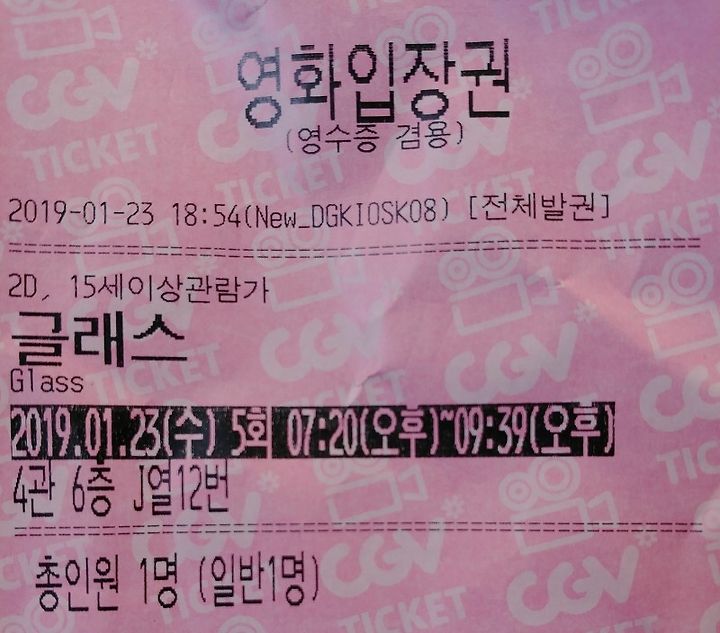 영화입장권
(영수증 겸용)
2019-01-23 18:54(New_DGKIOSK08) [전체발권]
2D, 15세이상관람가
글래스
Glass
2019.01.23(수) 5회 07:20(오후)~09:39(오후)
4관 6층 J열12번
총인원 1명 (일반1명)
CGV
TICKET